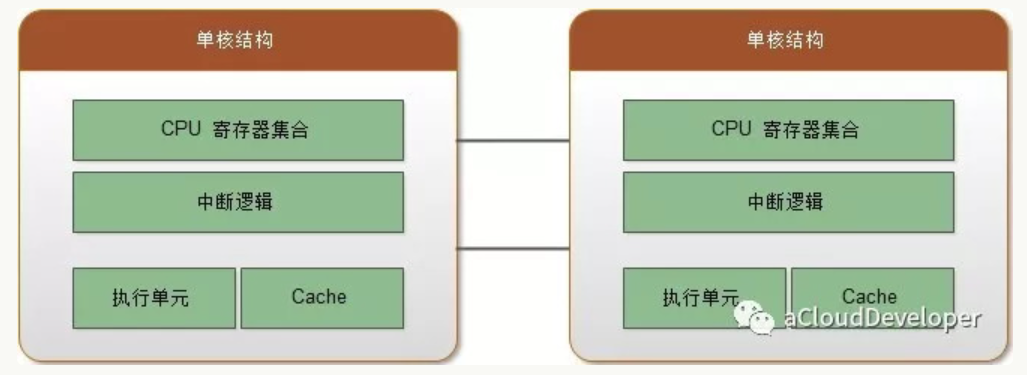 单核结构
CPU 寄存器集合
中断逻辑
执行单元
Cache
单核结构
CPU 寄存器集合
中断逻辑
执行单元
Cache
aCloudDeveloper